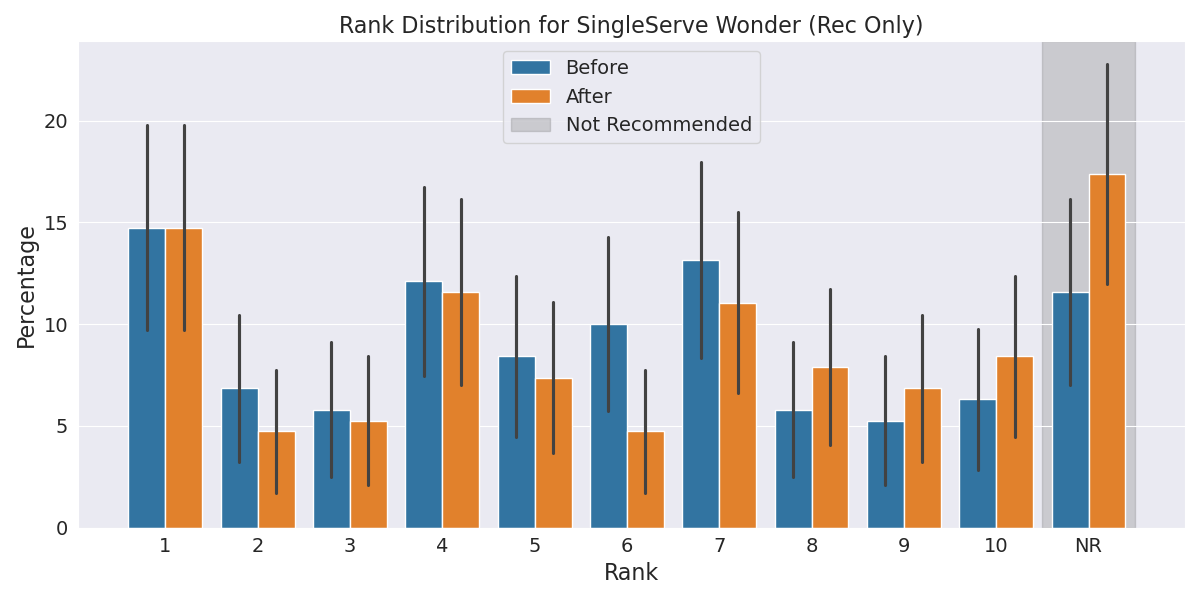 Rank Distribution for SingleServe Wonder (Rec Only)
Before
After
Not Recommended
Percentage
20
15
10
5
0
1 2 3 4 5 6 7 8 9 10 NR
Rank